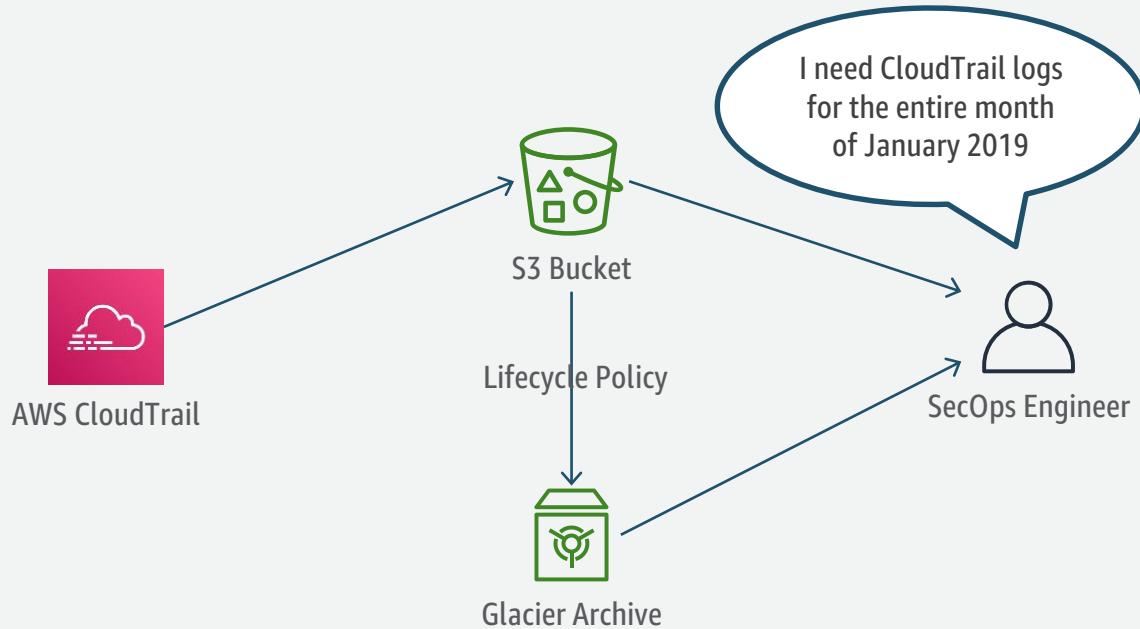 I need CloudTrail logs
for the entire month
of January 2019
S3 Bucket
Lifecycle Policy
AWS CloudTrail
SecOps Engineer
Glacier Archive